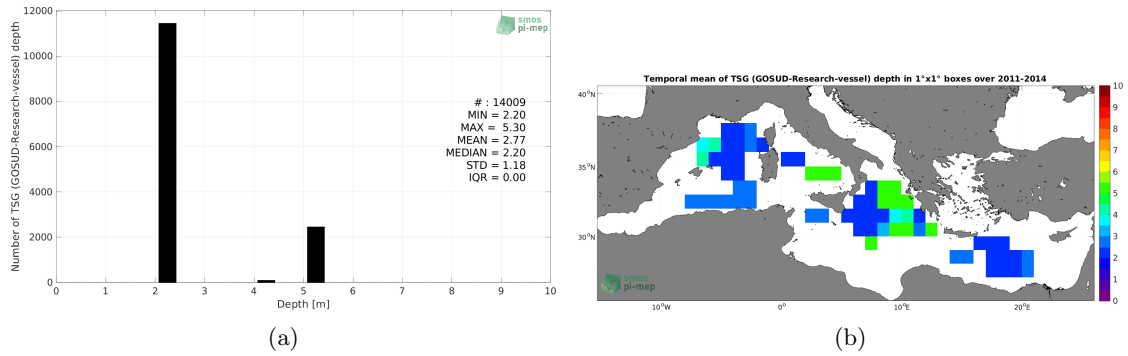 12000
10000
8000
6000
4000
2000
0
Number of TSG (GOSUD-Research-vessel) depth
smos
pi-mep
# : 14009
MIN = 2.20
MAX = 5.30
MEAN = 2.77
MEDIAN = 2.20
STD = 1.18
IQR = 0.00
0 1 2 3 4 5 6 7 8 9 10
Depth [m]
(a)
Temporal mean of TSG (GOSUD-Research-vessel) depth in 1°x1° boxes over 2011-2014
40°N
35°N
30°N
10°W 0° 10°E 20°E
smos
pi-mep
10
9
8
7
6
5
4
3
2
1
0
(b)